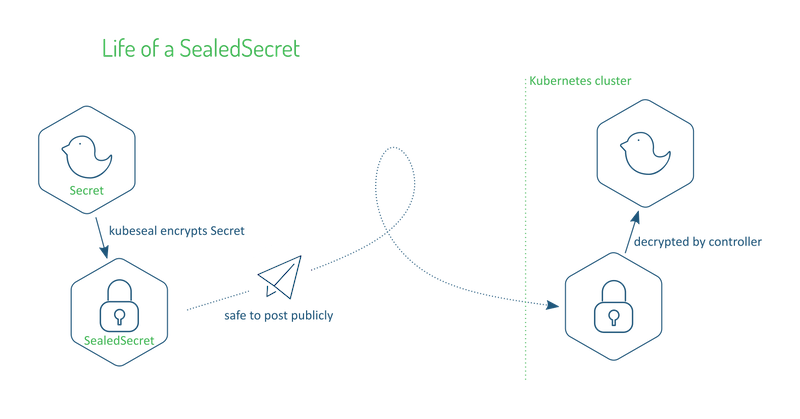 Life of a SealedSecret
Kubernetes cluster
Secret
kubeseal encrypts Secret
decrypted by controller
safe to post publicly
SealedSecret